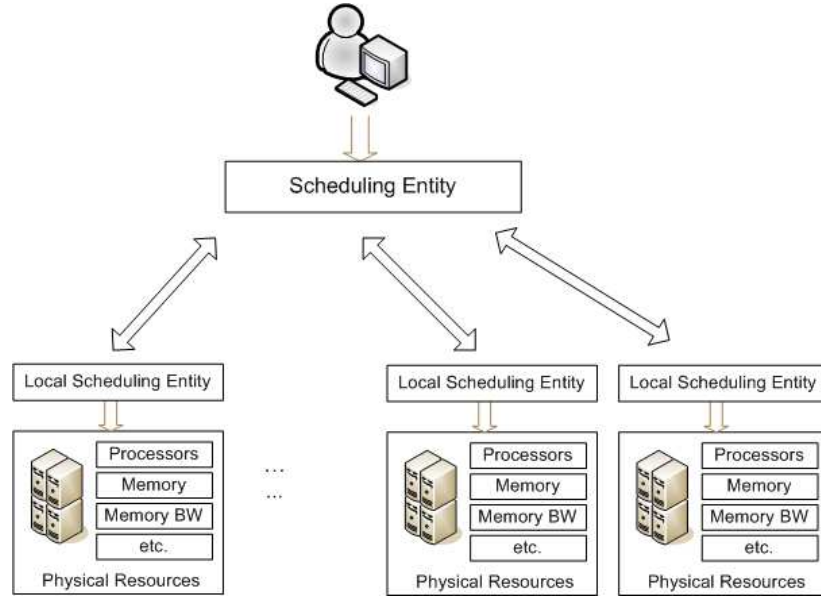 Scheduling Entity
Local Scheduling Entity
Local Scheduling Entity
Local Scheduling Entity
Processors
Memory
Memory BW
etc.
Physical Resources
...
...
Processors
Memory
Memory BW
etc.
Physical Resources
Processors
Memory
Memory BW
etc.
Physical Resources